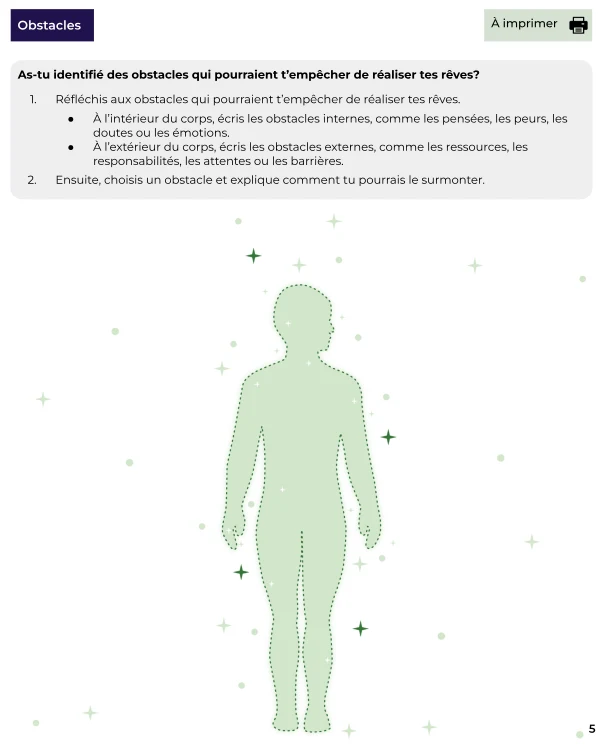 Obstacles
À imprimer
As-tu identifié des obstacles qui pourraient t’empêcher de réaliser tes rêves?
1. Réfléchis aux obstacles qui pourraient t’empêcher de réaliser tes rêves.
● À l’intérieur du corps, écris les obstacles internes, comme les pensées, les peurs, les
doutes ou les émotions.
● À l’extérieur du corps, écris les obstacles externes, comme les ressources, les
responsabilités, les attentes ou les barrières.
2. Ensuite, choisis un obstacle et explique comment tu pourrais le surmonter.
5